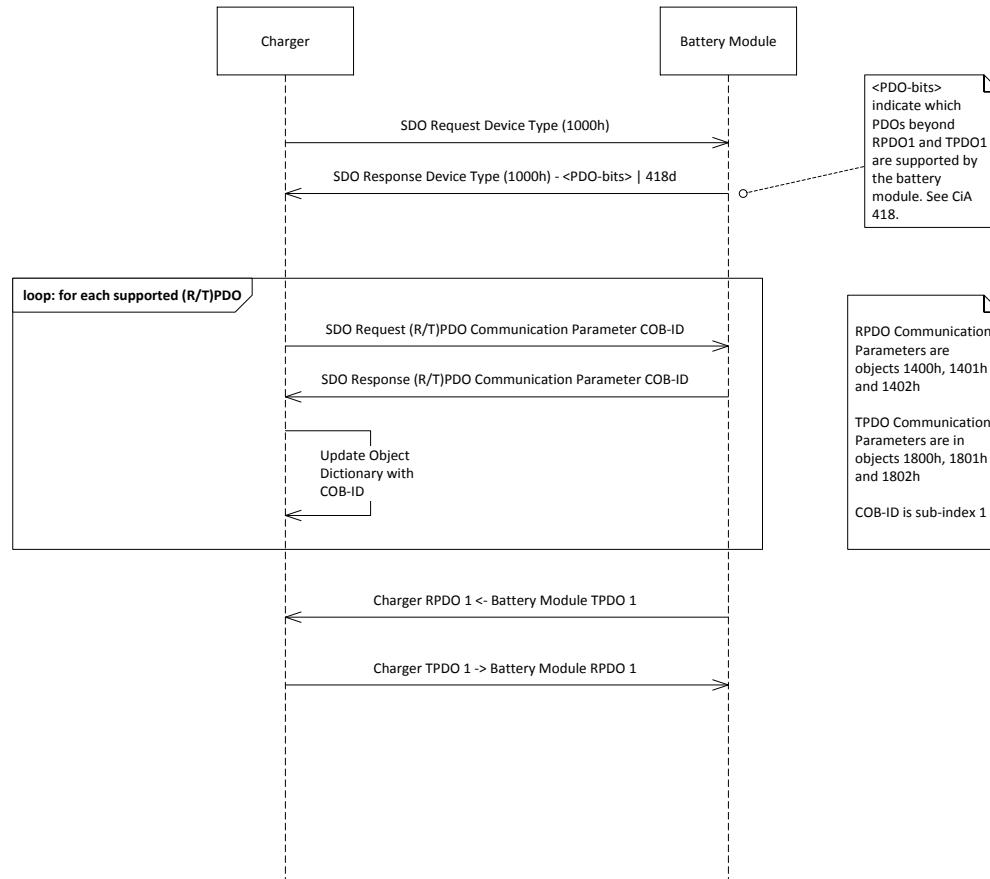 Charger
Battery Module
<PDO-bits>
indicate which
PDOs beyond
RPDO1 and TPDO1
are supported by
the battery
module. See CiA
418.
SDO Request Device Type (1000h)
SDO Response Device Type (1000h) - <PDO-bits> | 418d
loop: for each supported (R/T)PDO
SDO Request (R/T)PDO Communication Parameter COB-ID
SDO Response (R/T)PDO Communication Parameter COB-ID
Update Object
Dictionary with
COB-ID
RPDO Communication
Parameters are
objects 1400h, 1401h
and 1402h
TPDO Communication
Parameters are in
objects 1800h, 1801h
and 1802h
COB-ID is sub-index 1
Charger RPDO 1 <- Battery Module TPDO 1
Charger TPDO 1 -> Battery Module RPDO 1